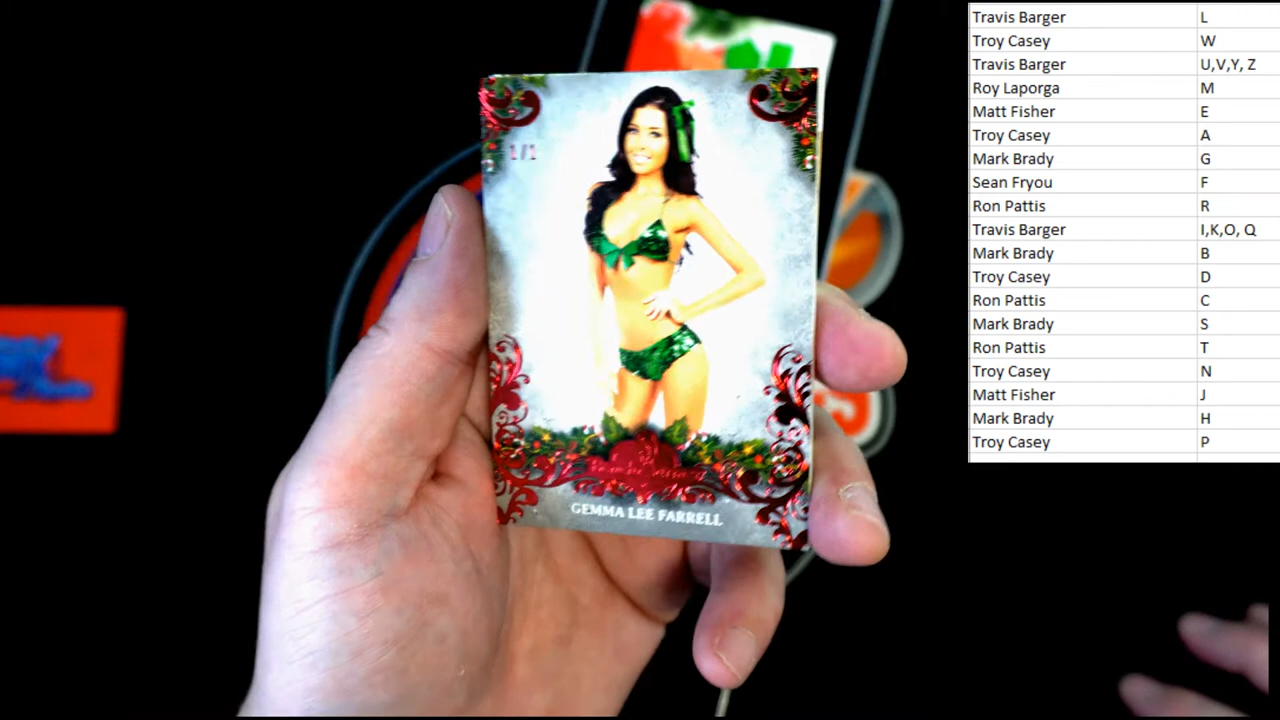 1/1
GEMMA LEE FARRELL
Travis Barger L
Troy Casey W
Travis Barger U,V,Y, Z
Roy Laporga M
Matt Fisher E
Troy Casey A
Mark Brady G
Sean Fryou F
Ron Pattis R
Travis Barger I,K,O, Q
Mark Brady B
Troy Casey D
Ron Pattis C
Mark Brady S
Ron Pattis T
Troy Casey N
Matt Fisher J
Mark Brady H
Troy Casey P